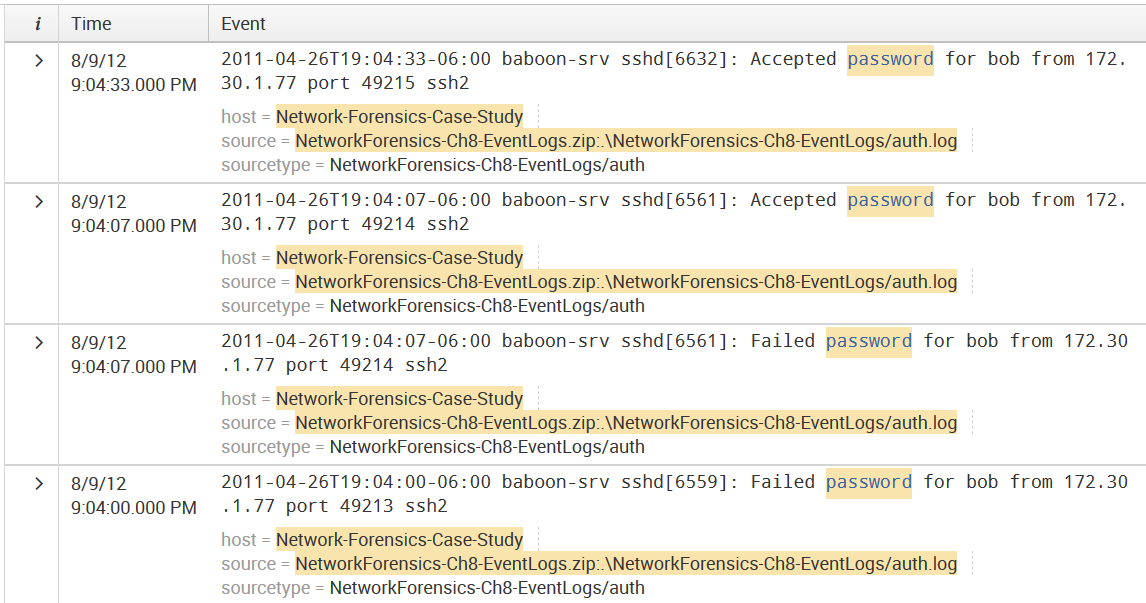 i Time Event
> 8/9/12 2011-04-26T19:04:33-06:00 baboon-srv sshd[6632]: Accepted password for bob from 172.
9:04:33.000 PM 30.1.77 port 49215 ssh2
host = Network-Forensics-Case-Study
source = NetworkForensics-Ch8-EventLogs.zip:.\NetworkForensics-Ch8-EventLogs/auth.log
sourcetype = NetworkForensics-Ch8-EventLogs/auth
> 8/9/12 2011-04-26T19:04:07-06:00 baboon-srv sshd[6561]: Accepted password for bob from 172.
9:04:07.000 PM 30.1.77 port 49214 ssh2
host = Network-Forensics-Case-Study
source = NetworkForensics-Ch8-EventLogs.zip:.\NetworkForensics-Ch8-EventLogs/auth.log
sourcetype = NetworkForensics-Ch8-EventLogs/auth
> 8/9/12 2011-04-26T19:04:07-06:00 baboon-srv sshd[6561]: Failed password for bob from 172.30
9:04:07.000 PM .1.77 port 49214 ssh2
host = Network-Forensics-Case-Study
source = NetworkForensics-Ch8-EventLogs.zip:.\NetworkForensics-Ch8-EventLogs/auth.log
sourcetype = NetworkForensics-Ch8-EventLogs/auth
> 8/9/12 2011-04-26T19:04:00-06:00 baboon-srv sshd[6559]: Failed password for bob from 172.30
9:04:00.000 PM .1.77 port 49213 ssh2
host = Network-Forensics-Case-Study
source = NetworkForensics-Ch8-EventLogs.zip:.\NetworkForensics-Ch8-EventLogs/auth.log
sourcetype = NetworkForensics-Ch8-EventLogs/auth